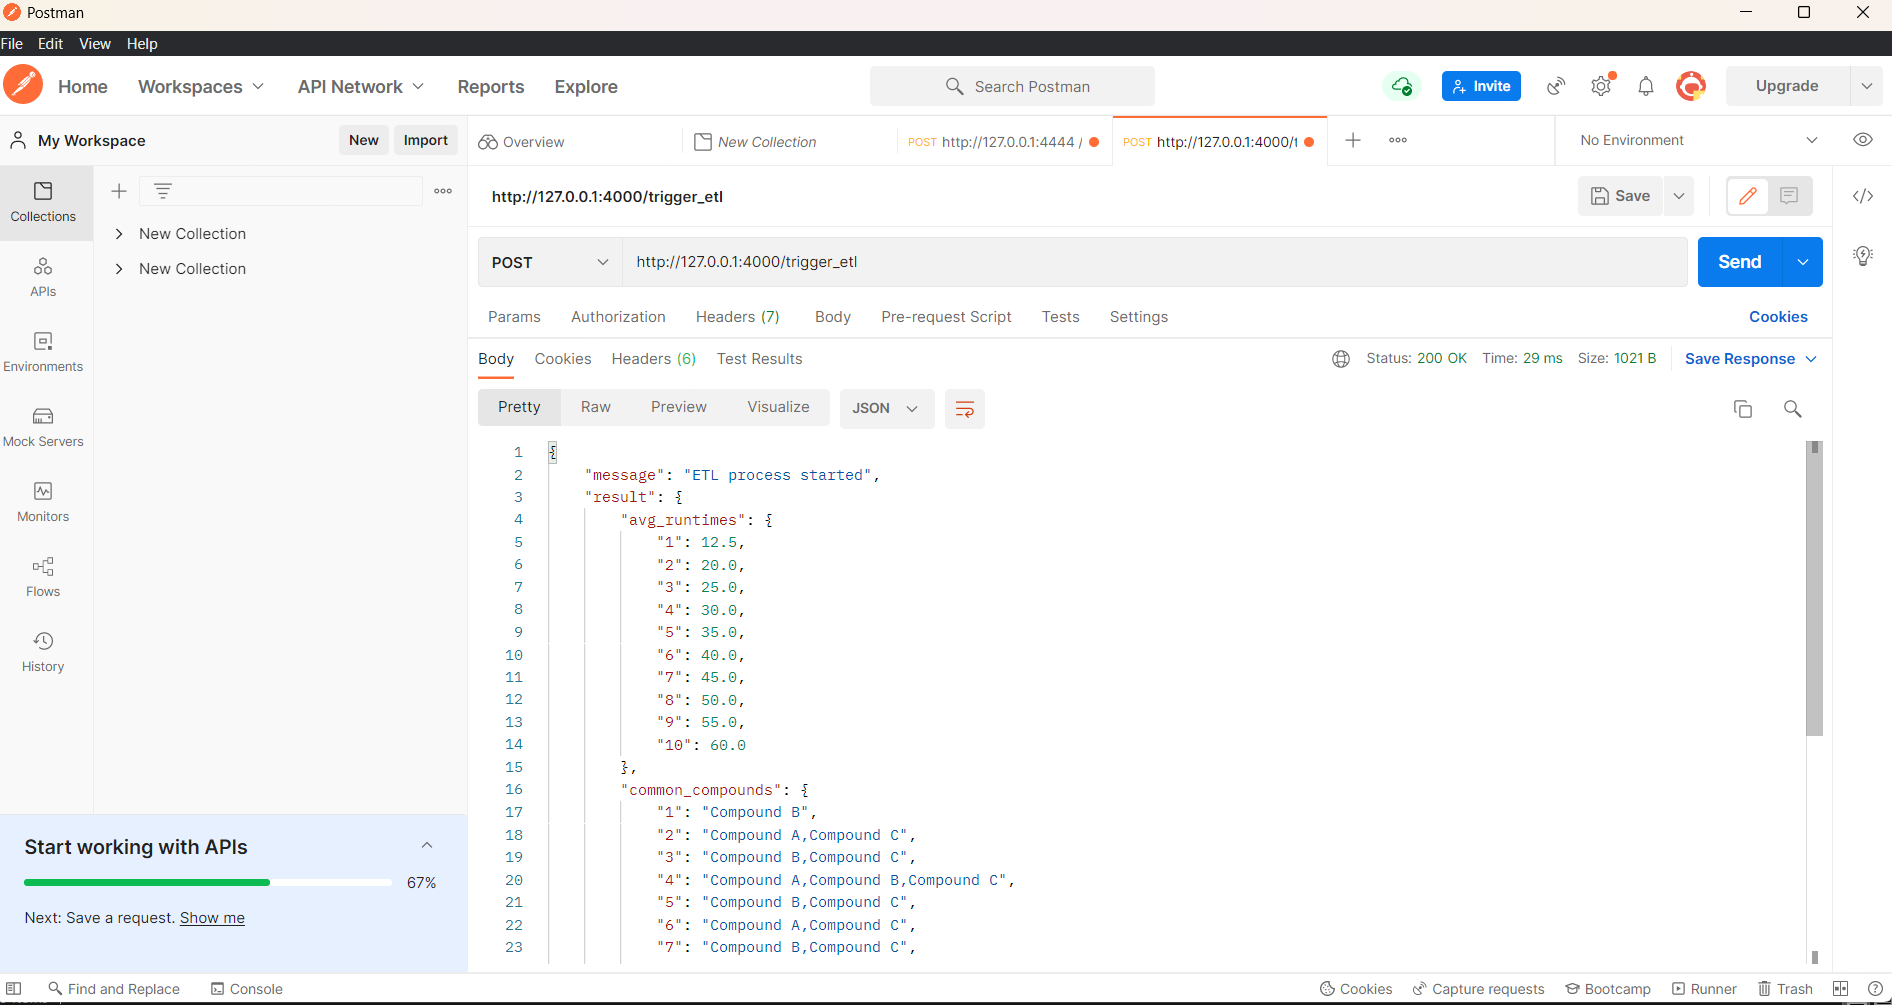 Postman
File Edit View Help
Home Workspaces API Network Reports Explore Search Postman Invite Upgrade
My Workspace New Import Overview New Collection POST http://127.0.0.1:4444 / POST http://127.0.0.1:4000/t No Environment
http://127.0.0.1:4000/trigger_etl Save
Collections
New Collection
New Collection
APIs
Environments
Mock Servers
Monitors
Flows
History
POST http://127.0.0.1:4000/trigger_etl Send
Params Authorization Headers (7) Body Pre-request Script Tests Settings Cookies
Body Cookies Headers (6) Test Results Status: 200 OK Time: 29 ms Size: 1021 B Save Response
Pretty Raw Preview Visualize JSON
1 {
2 "message": "ETL process started",
3 "result": {
4 "avg_runtimes": {
5 "1": 12.5,
6 "2": 20.0,
7 "3": 25.0,
8 "4": 30.0,
9 "5": 35.0,
10 "6": 40.0,
11 "7": 45.0,
12 "8": 50.0,
13 "9": 55.0,
14 "10": 60.0
15 },
16 "common_compounds": {
17 "1": "Compound B",
18 "2": "Compound A,Compound C",
19 "3": "Compound B,Compound C",
20 "4": "Compound A,Compound B,Compound C",
21 "5": "Compound B,Compound C",
22 "6": "Compound A,Compound C",
23 "7": "Compound B,Compound C",
Start working with APIs
67%
Next: Save a request. Show me
Find and Replace Console Cookies Capture requests Bootcamp Runner Trash